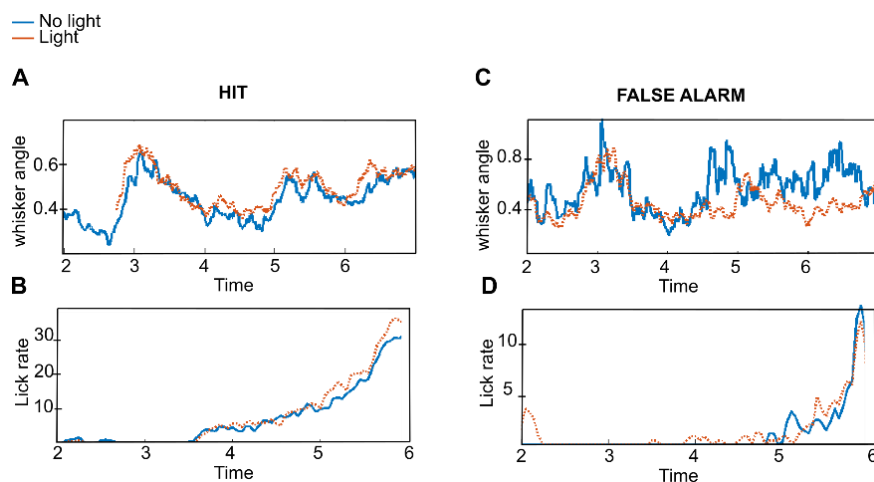 No light
Light
A
HIT
whisker angle
0.6
0.4
2 3 4 5 6
Time
B
Lick rate
30
20
10
2 3 4 5 6
Time
C
FALSE ALARM
whisker angle
0.8
0.4
2 3 4 5 6
Time
D
Lick rate
10
5
2 4 5 6
Time